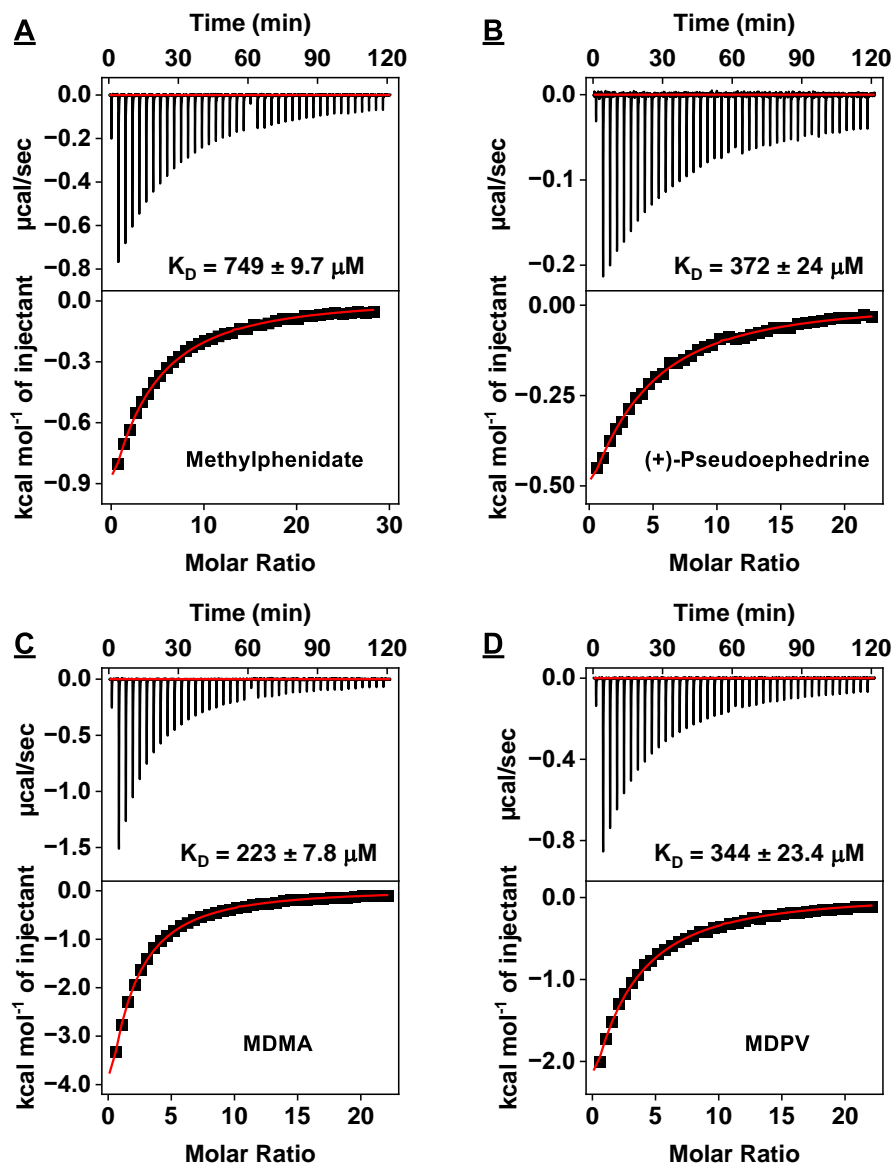 A
Time (min)
0 30 60 90 120
0.0
−0.2
−0.4
−0.6
−0.8
µcal/sec
K_D = 749 ± 9.7 µM
0.0
−0.3
−0.6
−0.9
kcal mol⁻¹ of injectant
Methylphenidate
0 10 20 30
Molar Ratio
B
Time (min)
0 30 60 90 120
0.0
−0.1
−0.2
µcal/sec
K_D = 372 ± 24 µM
0.00
−0.25
−0.50
kcal mol⁻¹ of injectant
(+)-Pseudoephedrine
0 5 10 15 20
Molar Ratio
C
Time (min)
0 30 60 90 120
0.0
−0.5
−1.0
−1.5
µcal/sec
K_D = 223 ± 7.8 µM
0.0
−1.0
−2.0
−3.0
−4.0
kcal mol⁻¹ of injectant
MDMA
0 5 10 15 20
Molar Ratio
D
Time (min)
0 30 60 90 120
0.0
−0.4
−0.8
µcal/sec
K_D = 344 ± 23.4 µM
0.0
−1.0
−2.0
kcal mol⁻¹ of injectant
MDPV
0 5 10 15 20
Molar Ratio